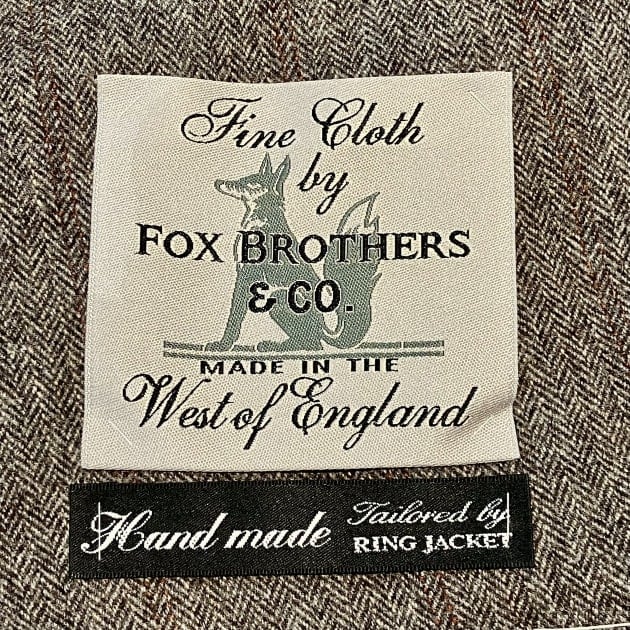 Fine Cloth
by
FOX BROTHERS
& CO.
MADE IN THE
West of England
Hand made
Tailored by
RING JACKET